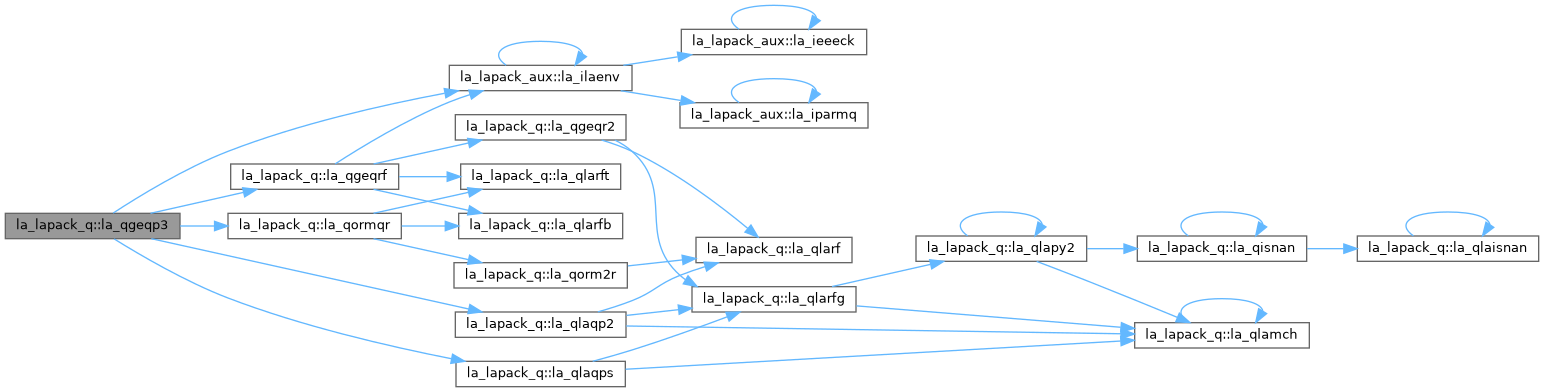 la_lapack_aux::la_ieeeck
la_lapack_aux::la_ilaenv
la_lapack_aux::la_iparmq
la_lapack_q::la_qgeqr2
la_lapack_q::la_qgeqrf
la_lapack_q::la_qlarft
la_lapack_q::la_qgeqp3
la_lapack_q::la_qormqr
la_lapack_q::la_qlarfb
la_lapack_q::la_qlarf
la_lapack_q::la_qlapy2
la_lapack_q::la_qisnan
la_lapack_q::la_qlaisnan
la_lapack_q::la_qorm2r
la_lapack_q::la_qlarfg
la_lapack_q::la_qlaqp2
la_lapack_q::la_qlamch
la_lapack_q::la_qlaqps